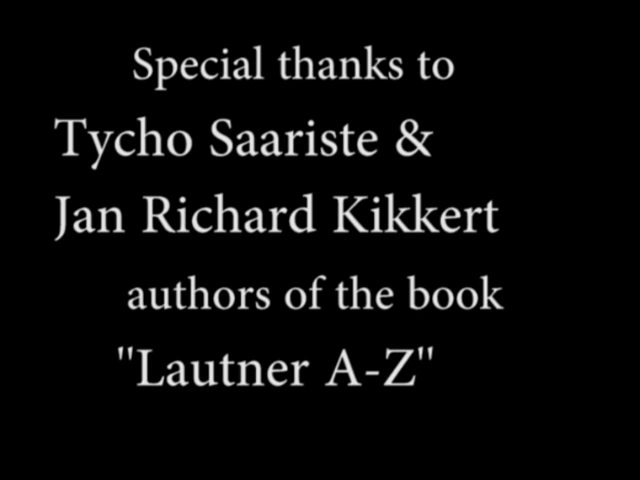 Special thanks to
Tycho Saariste &
Jan Richard Kikkert
authors of the book
"Lautner A-Z"